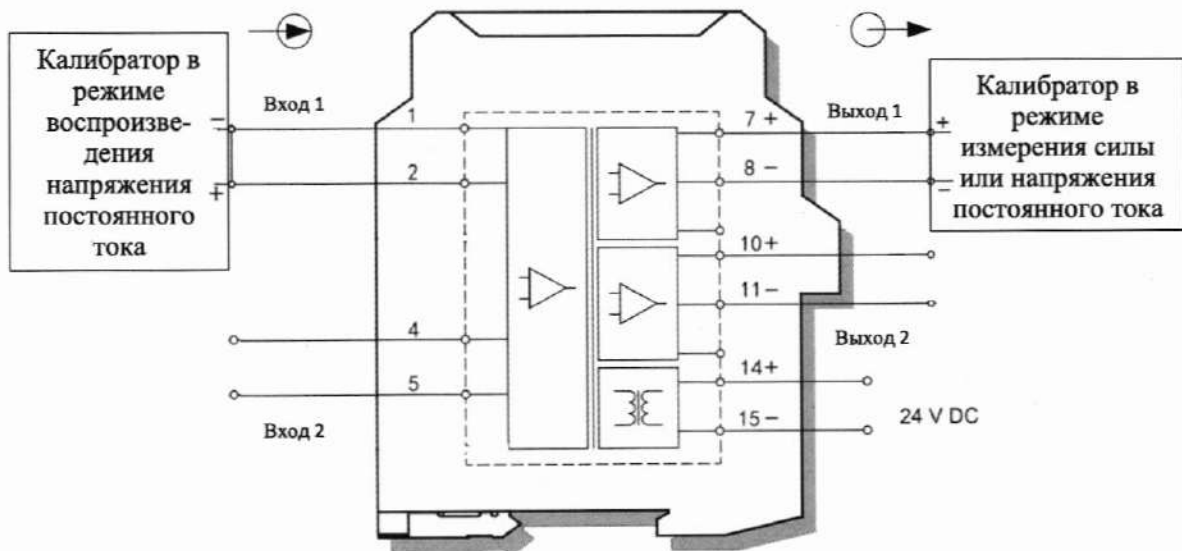 Калибратор в
режиме
воспроизве-
дения
напряжения
постоянного
тока
−
+
Вход 1
1
2
4
5
Вход 2
7 +
8 −
10 +
11 −
14 +
15 −
Выход 1
Выход 2
24 V DC
+
−
Калибратор в
режиме
измерения силы
или напряжения
постоянного тока